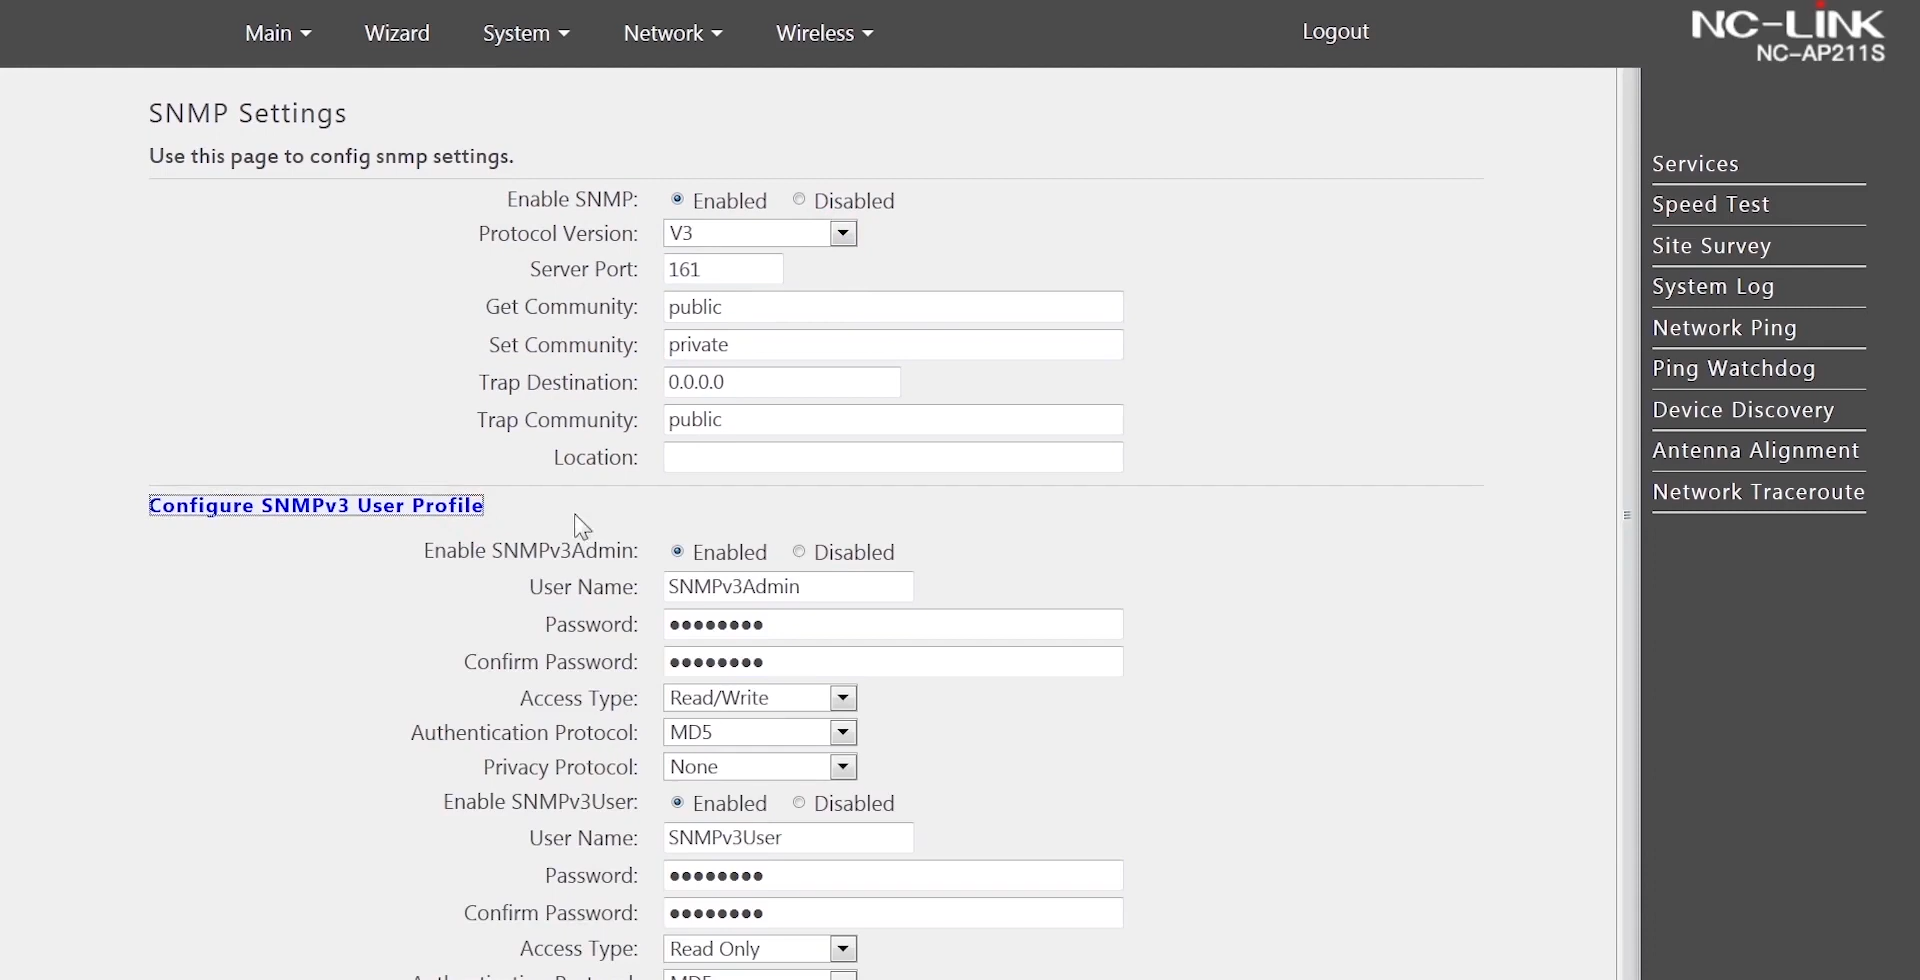 Main Wizard System Network Wireless Logout
NC-LINK
NC-AP211S
SNMP Settings
Use this page to config snmp settings.
Enable SNMP: Enabled Disabled
Protocol Version: V3
Server Port: 161
Get Community: public
Set Community: private
Trap Destination: 0.0.0.0
Trap Community: public
Location:
Configure SNMPv3 User Profile
Enable SNMPv3Admin: Enabled Disabled
User Name: SNMPv3Admin
Password: ●●●●●●●●
Confirm Password: ●●●●●●●●
Access Type: Read/Write
Authentication Protocol: MD5
Privacy Protocol: None
Enable SNMPv3User: Enabled Disabled
User Name: SNMPv3User
Password: ●●●●●●●●
Confirm Password: ●●●●●●●●
Access Type: Read Only
Services
Speed Test
Site Survey
System Log
Network Ping
Ping Watchdog
Device Discovery
Antenna Alignment
Network Traceroute